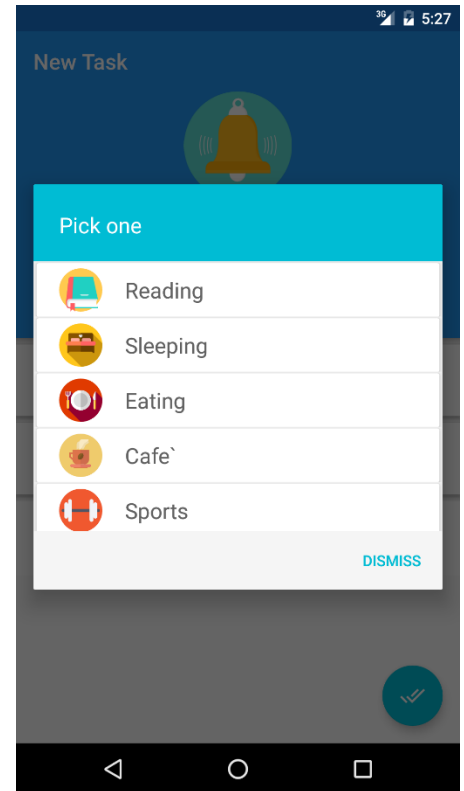 3G 5:27
New Task
Pick one
Reading
Sleeping
Eating
Cafe`
Sports
DISMISS